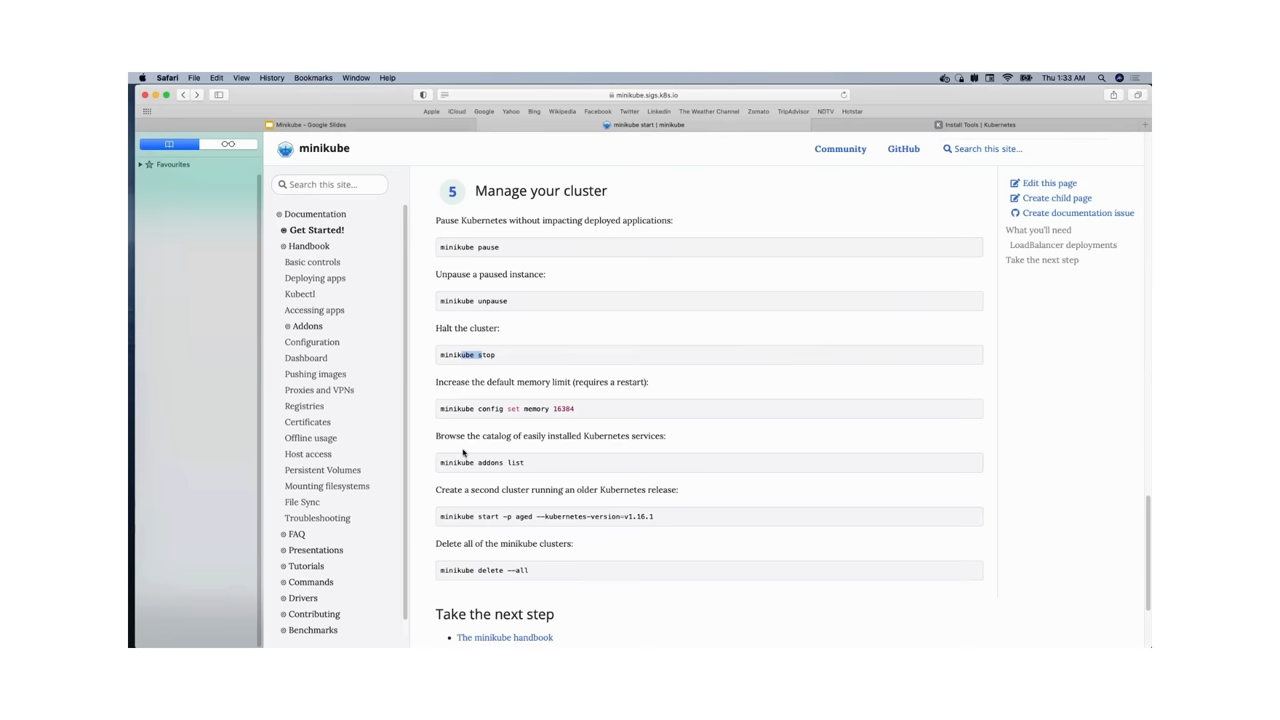 Safari File Edit View History Bookmarks Window Help
Thu 1:33 AM
minikube.sigs.k8s.io
Apple iCloud Google Yahoo Bing Wikipedia Facebook Twitter LinkedIn The Weather Channel Zomato TripAdvisor NDTV Hotstar
Minikube – Google Slides
minikube start | minikube
Install Tools | Kubernetes
Favourites
minikube
Community
GitHub
Search this site...
Search this site...
Documentation
Get Started!
Handbook
Basic controls
Deploying apps
Kubectl
Accessing apps
Addons
Configuration
Dashboard
Pushing images
Proxies and VPNs
Registries
Certificates
Offline usage
Host access
Persistent Volumes
Mounting filesystems
File Sync
Troubleshooting
FAQ
Presentations
Tutorials
Commands
Drivers
Contributing
Benchmarks
5 Manage your cluster
Pause Kubernetes without impacting deployed applications:
minikube pause
Unpause a paused instance:
minikube unpause
Halt the cluster:
minikube stop
Increase the default memory limit (requires a restart):
minikube config set memory 16384
Browse the catalog of easily installed Kubernetes services:
minikube addons list
Create a second cluster running an older Kubernetes release:
minikube start -p aged --kubernetes-version=v1.16.1
Delete all of the minikube clusters:
minikube delete --all
Take the next step
The minikube handbook
Edit this page
Create child page
Create documentation issue
What you'll need
LoadBalancer deployments
Take the next step